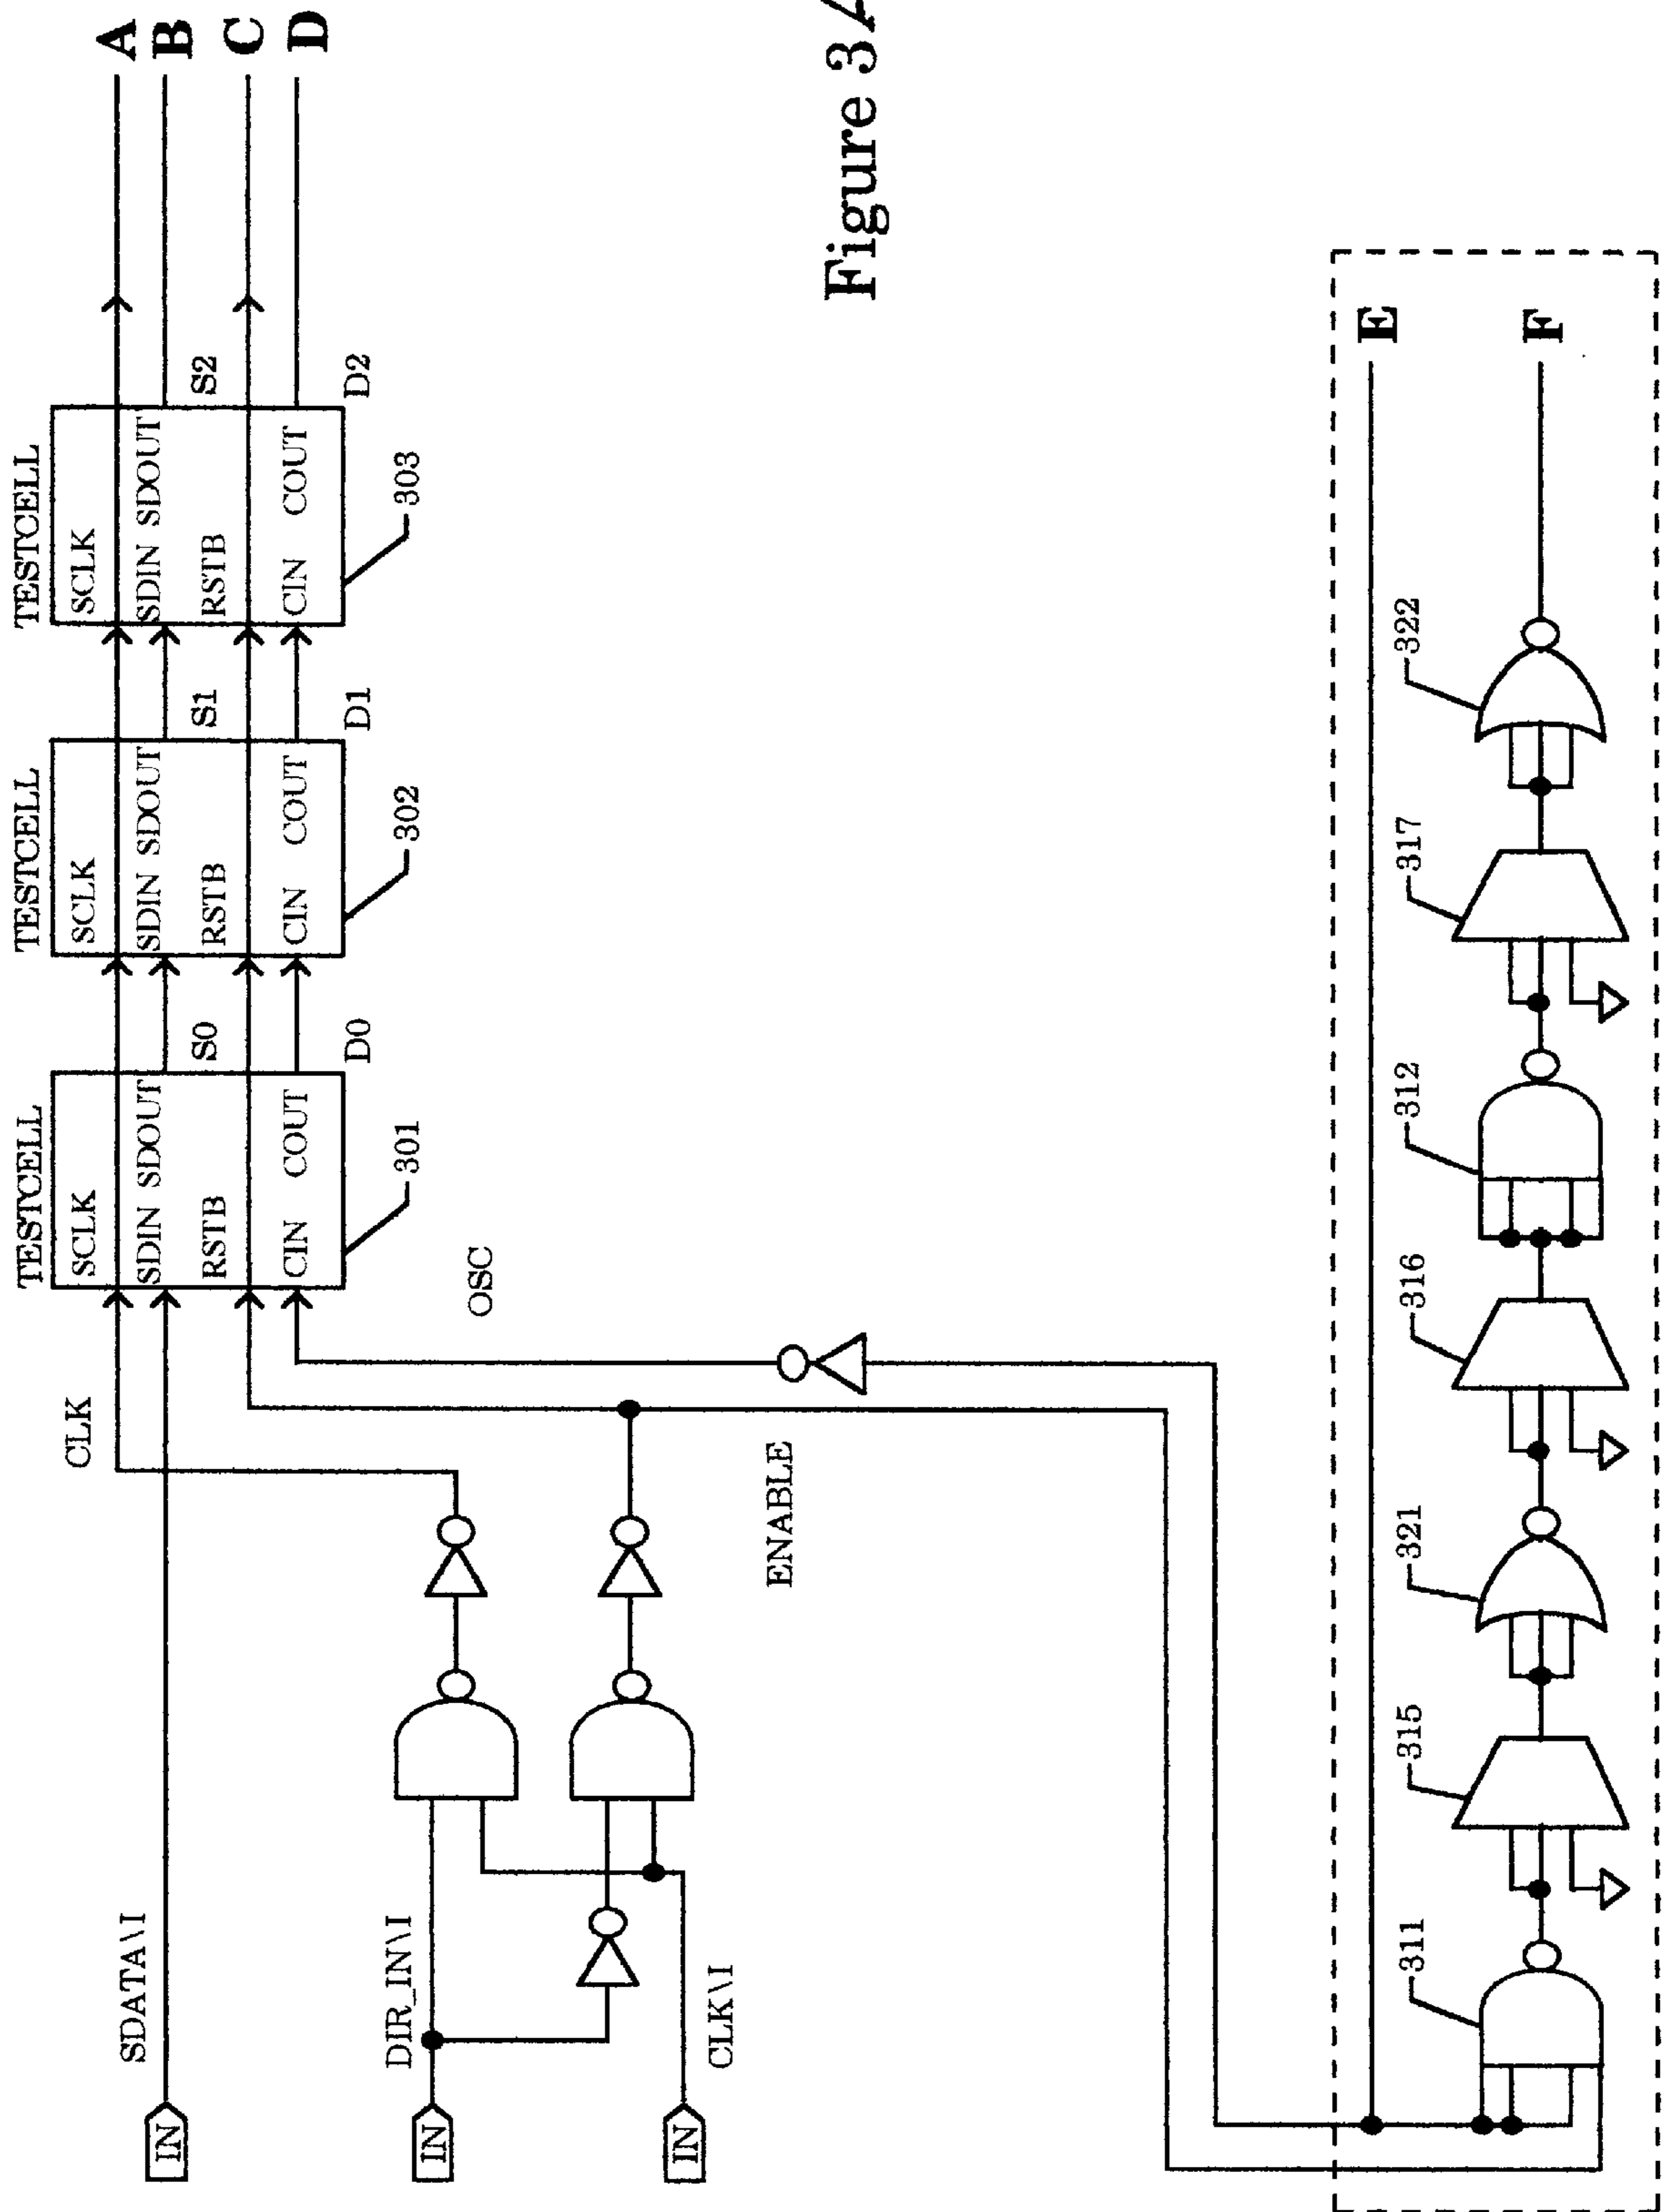 A
B
C
D
TESTCELL
SCLK
SDIN SDOUT
RSTB
CIN COUT
301
S0
D0
TESTCELL
SCLK
SDIN SDOUT
RSTB
CIN COUT
302
S1
D1
TESTCELL
SCLK
SDIN SDOUT
RSTB
CIN COUT
303
S2
D2
CLK
OSC
ENABLE
SDATA\I
IN
DIR_IN\I
IN
CLK\I
IN
Figure 3A
E
F
311
315
321
316
312
317
322